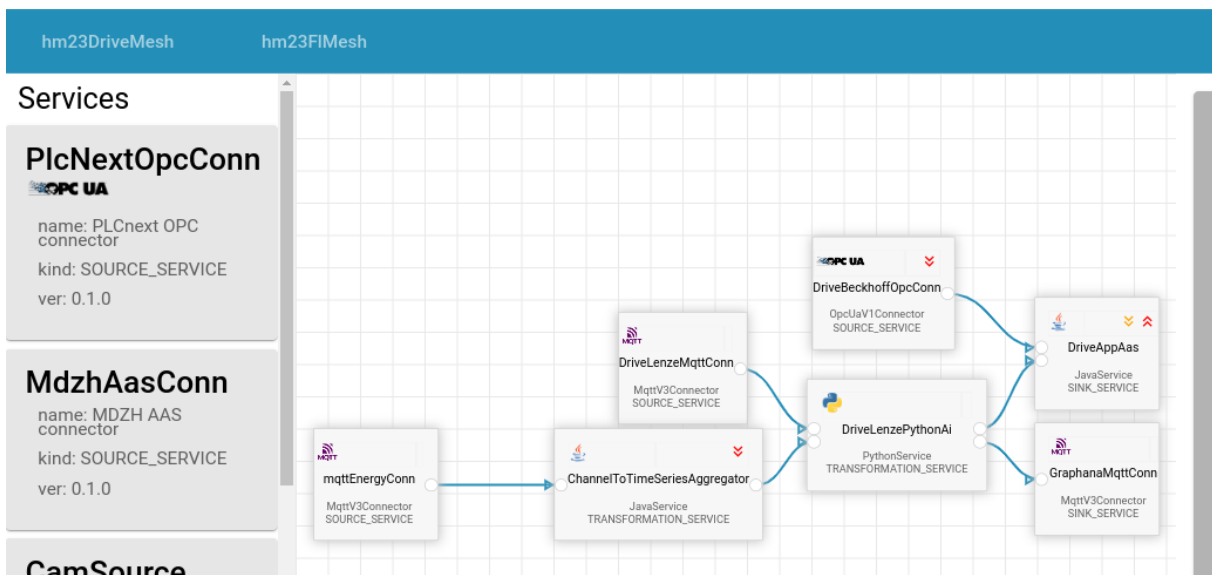 hm23DriveMesh
hm23FlMesh
Services
PlcNextOpcConn
OPC UA
name: PLCnext OPC
connector
kind: SOURCE_SERVICE
ver: 0.1.0
MdzhAasConn
name: MDZH AAS
connector
kind: SOURCE_SERVICE
ver: 0.1.0
CamSource
OPC UA
DriveBeckhoffOpcConn
OpcUaV1Connector
SOURCE_SERVICE
MQTT
DriveLenzeMqttConn
MqttV3Connector
SOURCE_SERVICE
DriveAppAas
JavaService
SINK_SERVICE
DriveLenzePythonAi
PythonService
TRANSFORMATION_SERVICE
MQTT
mqttEnergyConn
MqttV3Connector
SOURCE_SERVICE
ChannelToTimeSeriesAggregator
JavaService
TRANSFORMATION_SERVICE
MQTT
GraphanaMqttConn
MqttV3Connector
SINK_SERVICE